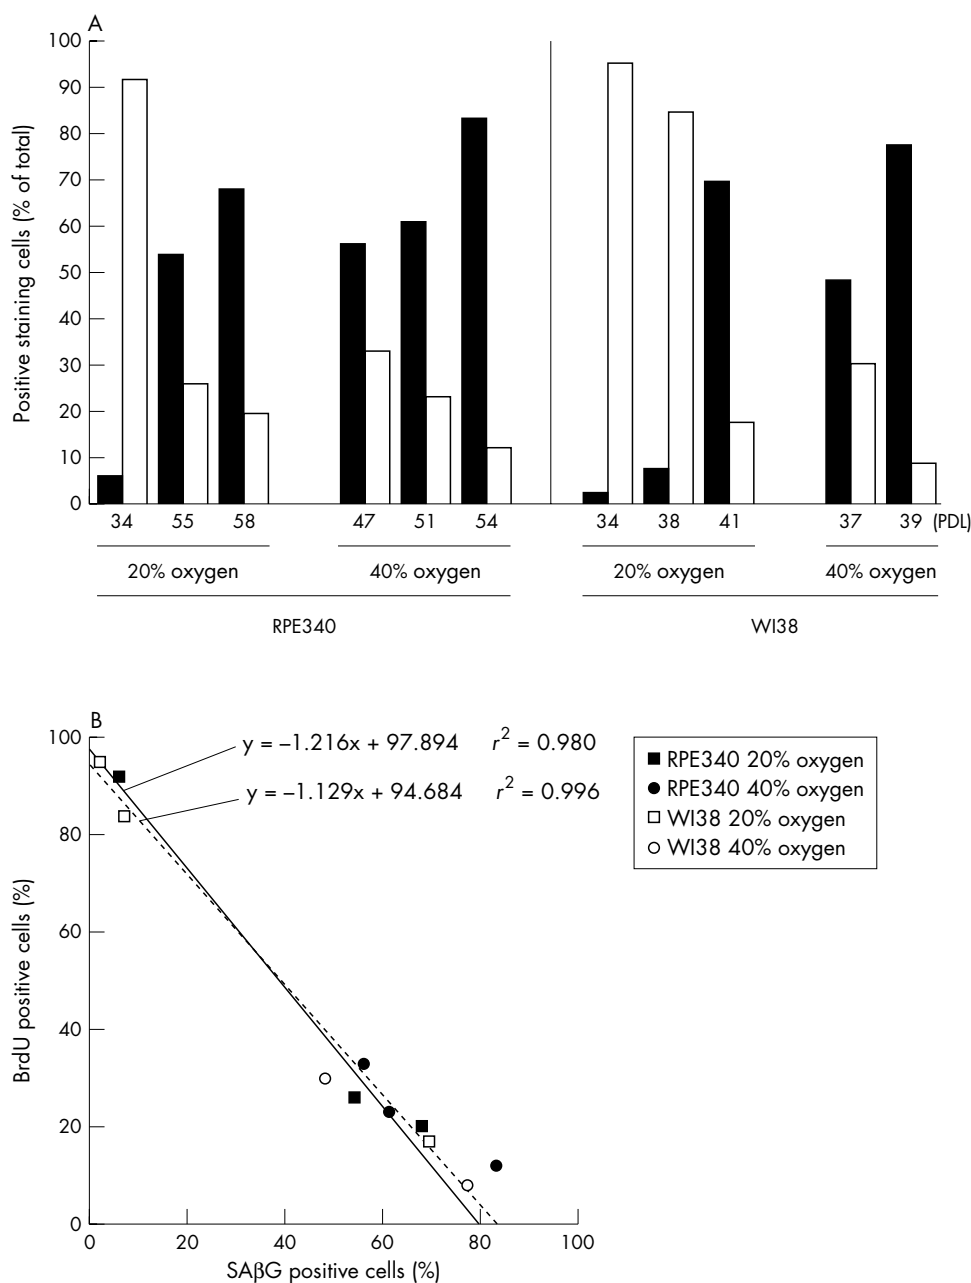 A
100
90
80
70
60
50
40
30
20
10
0
Positive staining cells (% of total)
34 55 58 47 51 54 34 38 41 37 39 (PDL)
20% oxygen 40% oxygen 20% oxygen 40% oxygen
RPE340 WI38
B
100
80
60
40
20
0
BrdU positive cells (%)
y = –1.216x + 97.894 r² = 0.980
y = –1.129x + 94.684 r² = 0.996
RPE340 20% oxygen
RPE340 40% oxygen
WI38 20% oxygen
WI38 40% oxygen
0 20 40 60 80 100
SAβG positive cells (%)